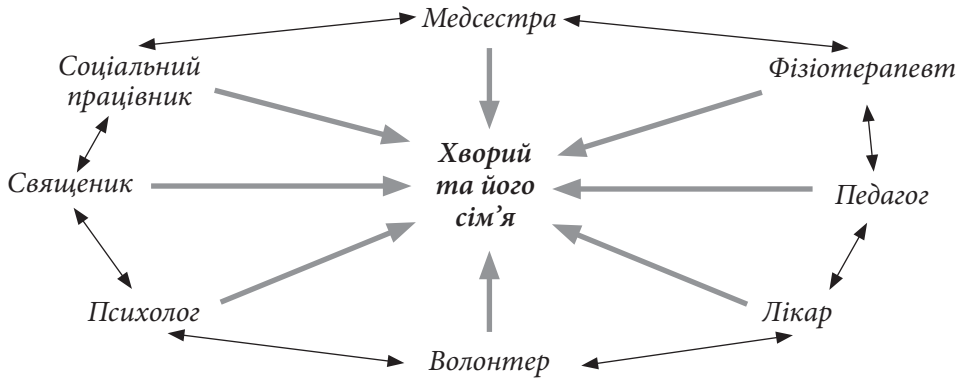 Медсестра
Соціальний
працівник
Фізіотерапевт
Хворий
та його
сім’я
Священик
Педагог
Психолог
Лікар
Волонтер